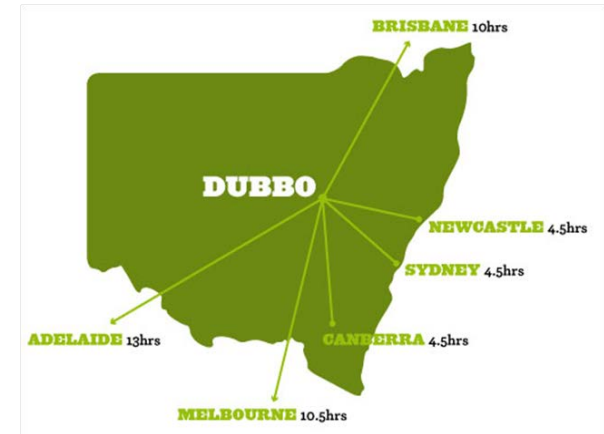 BRISBANE 10hrs
DUBBO
NEWCASTLE 4.5hrs
SYDNEY 4.5hrs
ADELAIDE 13hrs
CANBERRA 4.5hrs
MELBOURNE 10.5hrs